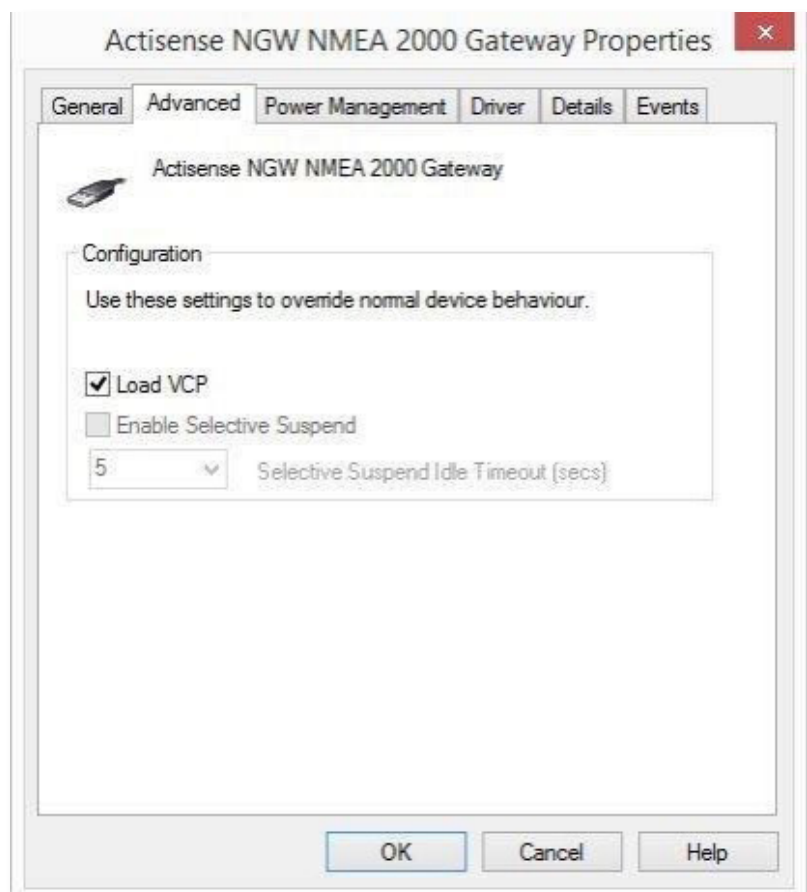 Actisense NGW NMEA 2000 Gateway Properties
General Advanced Power Management Driver Details Events
Actisense NGW NMEA 2000 Gateway
Configuration
Use these settings to override normal device behaviour.
Load VCP
Enable Selective Suspend
5 Selective Suspend Idle Timeout (secs)
OK Cancel Help